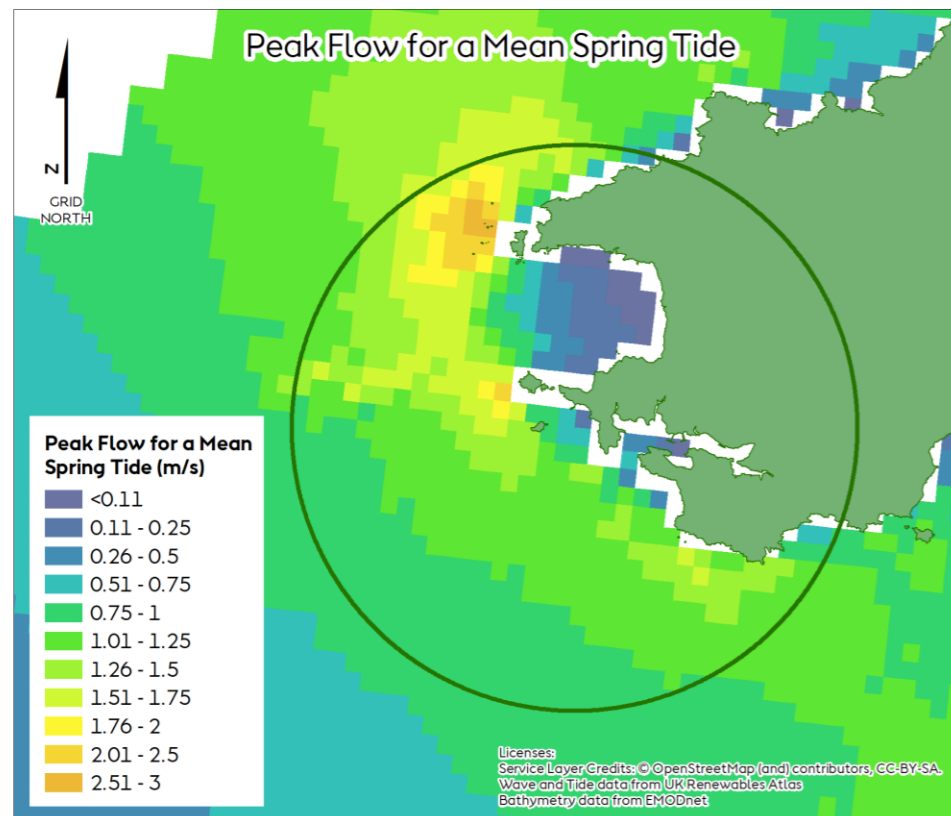 Peak Flow for a Mean Spring Tide
N
GRID
NORTH
Peak Flow for a Mean
Spring Tide (m/s)
<0.11
0.11 - 0.25
0.26 - 0.5
0.51 - 0.75
0.75 - 1
1.01 - 1.25
1.26 - 1.5
1.51 - 1.75
1.76 - 2
2.01 - 2.5
2.51 - 3
Licenses:
Service Layer Credits: © OpenStreetMap (and) contributors, CC-BY-SA.
Wave and Tide data from UK Renewables Atlas
Bathymetry data from EMODnet